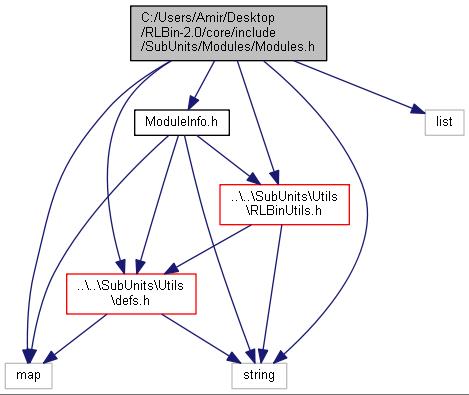 C:/Users/Amir/Desktop
/RLBin-2.0/core/include
/SubUnits/Modules/Modules.h
ModuleInfo.h
list
..\..\SubUnits\Utils
\RLBinUtils.h
..\..\SubUnits\Utils
\defs.h
map
string